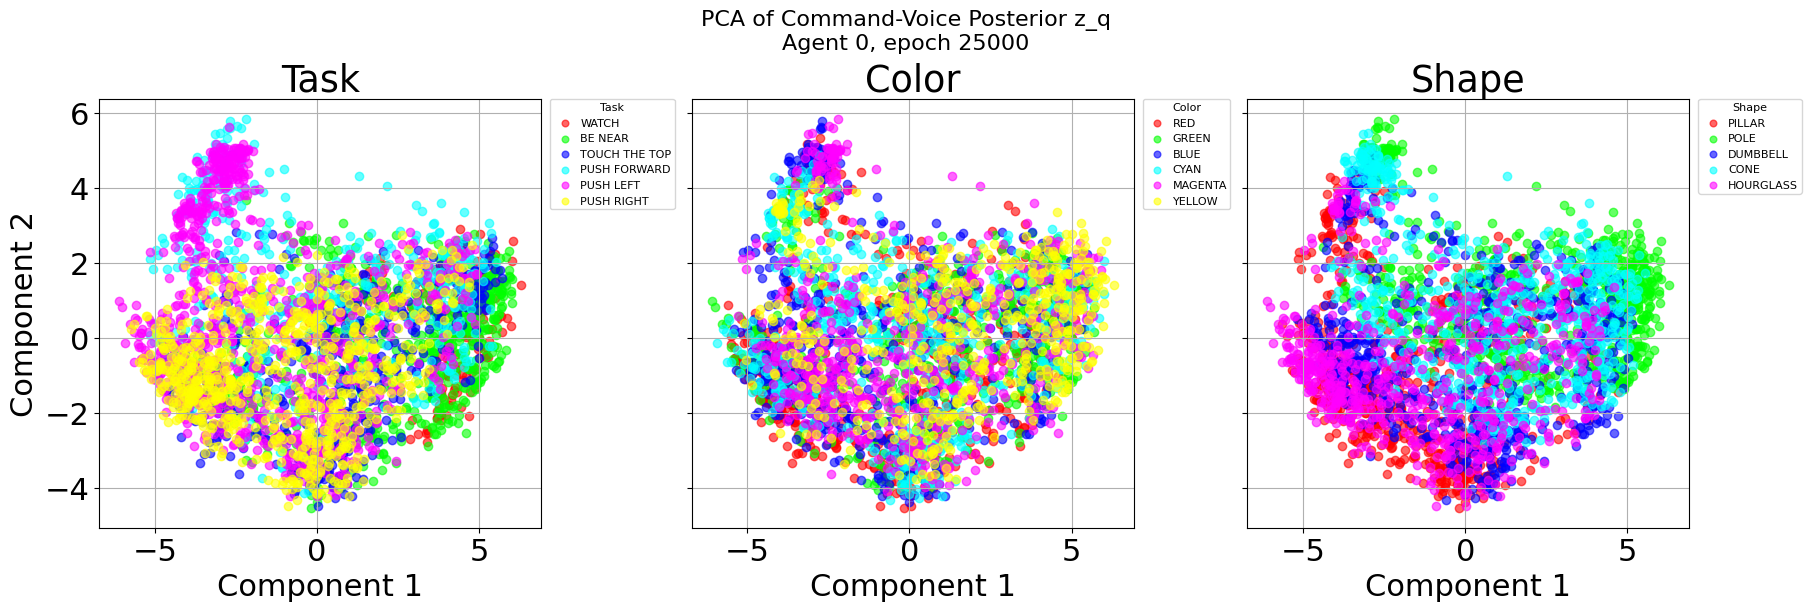 PCA of Command-Voice Posterior z_q
Agent 0, epoch 25000
Task
Component 2
6
4
2
0
−2
−4
−5
0
5
Component 1
Task
WATCH
BE NEAR
TOUCH THE TOP
PUSH FORWARD
PUSH LEFT
PUSH RIGHT
Color
−5
0
5
Component 1
Color
RED
GREEN
BLUE
CYAN
MAGENTA
YELLOW
Shape
−5
0
5
Component 1
Shape
PILLAR
POLE
DUMBBELL
CONE
HOURGLASS